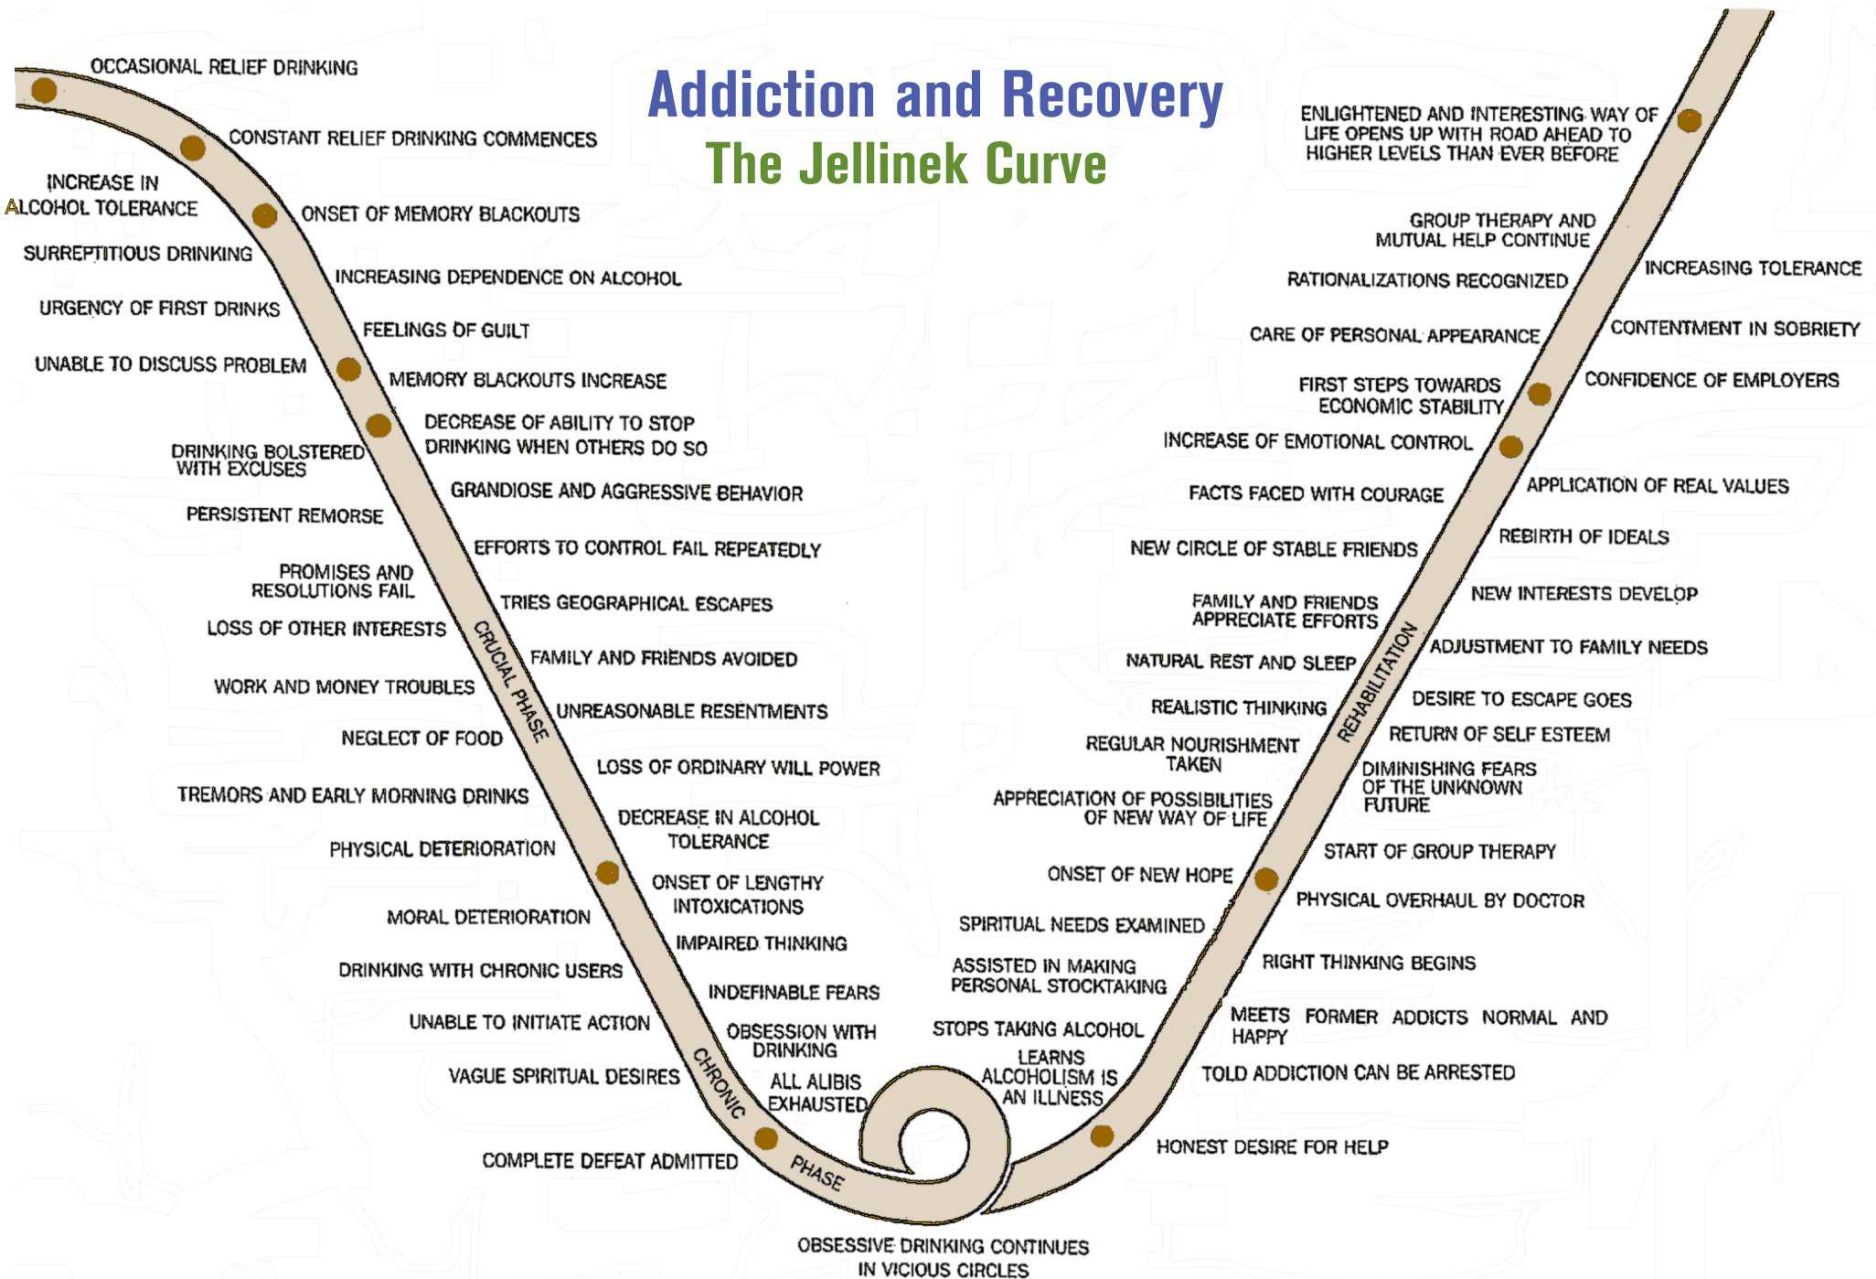 Addiction and Recovery
The Jellinek Curve
OCCASIONAL RELIEF DRINKING
CONSTANT RELIEF DRINKING COMMENCES
INCREASE IN
ALCOHOL TOLERANCE
ONSET OF MEMORY BLACKOUTS
SURREPTITIOUS DRINKING
INCREASING DEPENDENCE ON ALCOHOL
URGENCY OF FIRST DRINKS
FEELINGS OF GUILT
UNABLE TO DISCUSS PROBLEM
MEMORY BLACKOUTS INCREASE
DECREASE OF ABILITY TO STOP
DRINKING WHEN OTHERS DO SO
DRINKING BOLSTERED
WITH EXCUSES
GRANDIOSE AND AGGRESSIVE BEHAVIOR
PERSISTENT REMORSE
EFFORTS TO CONTROL FAIL REPEATEDLY
PROMISES AND
RESOLUTIONS FAIL
TRIES GEOGRAPHICAL ESCAPES
LOSS OF OTHER INTERESTS
CRUCIAL PHASE
FAMILY AND FRIENDS AVOIDED
WORK AND MONEY TROUBLES
UNREASONABLE RESENTMENTS
NEGLECT OF FOOD
LOSS OF ORDINARY WILL POWER
TREMORS AND EARLY MORNING DRINKS
DECREASE IN ALCOHOL
TOLERANCE
PHYSICAL DETERIORATION
ONSET OF LENGTHY
INTOXICATIONS
MORAL DETERIORATION
IMPAIRED THINKING
DRINKING WITH CHRONIC USERS
INDEFINABLE FEARS
UNABLE TO INITIATE ACTION
OBSESSION WITH
DRINKING
VAGUE SPIRITUAL DESIRES
CHRONIC PHASE
ALL ALIBIS
EXHAUSTED
COMPLETE DEFEAT ADMITTED
OBSESSIVE DRINKING CONTINUES
IN VICIOUS CIRCLES
ENLIGHTENED AND INTERESTING WAY OF
LIFE OPENS UP WITH ROAD AHEAD TO
HIGHER LEVELS THAN EVER BEFORE
GROUP THERAPY AND
MUTUAL HELP CONTINUE
INCREASING TOLERANCE
RATIONALIZATIONS RECOGNIZED
CONTENTMENT IN SOBRIETY
CARE OF PERSONAL APPEARANCE
CONFIDENCE OF EMPLOYERS
FIRST STEPS TOWARDS
ECONOMIC STABILITY
INCREASE OF EMOTIONAL CONTROL
APPLICATION OF REAL VALUES
FACTS FACED WITH COURAGE
REBIRTH OF IDEALS
NEW CIRCLE OF STABLE FRIENDS
NEW INTERESTS DEVELOP
FAMILY AND FRIENDS
APPRECIATE EFFORTS
REHABILITATION
ADJUSTMENT TO FAMILY NEEDS
NATURAL REST AND SLEEP
DESIRE TO ESCAPE GOES
REALISTIC THINKING
RETURN OF SELF ESTEEM
REGULAR NOURISHMENT
TAKEN
DIMINISHING FEARS
OF THE UNKNOWN
FUTURE
APPRECIATION OF POSSIBILITIES
OF NEW WAY OF LIFE
START OF GROUP THERAPY
ONSET OF NEW HOPE
PHYSICAL OVERHAUL BY DOCTOR
SPIRITUAL NEEDS EXAMINED
RIGHT THINKING BEGINS
ASSISTED IN MAKING
PERSONAL STOCKTAKING
MEETS FORMER ADDICTS NORMAL AND
HAPPY
STOPS TAKING ALCOHOL
TOLD ADDICTION CAN BE ARRESTED
LEARNS
ALCOHOLISM IS
AN ILLNESS
HONEST DESIRE FOR HELP